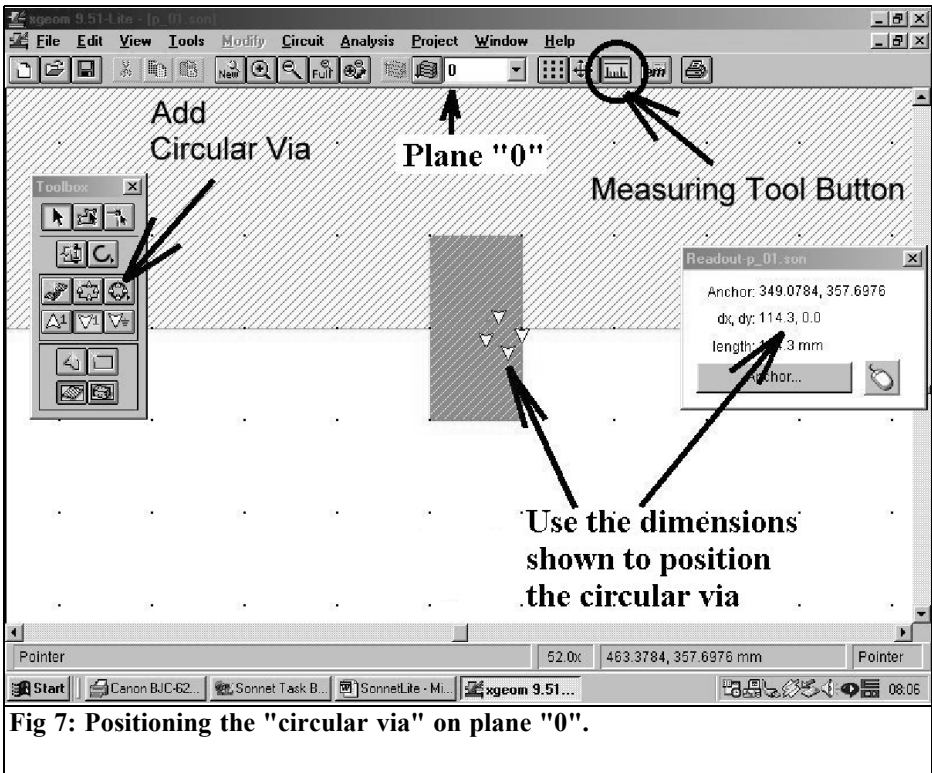 xgeom 9.51-Lite - [p_01.son]
File Edit View Tools Modify Circuit Analysis Project Window Help
New Full 0 em
Add
Circular Via
Plane "0"
Measuring Tool Button
Toolbox
Readout-p_01.son
Anchor: 349.0784, 357.6976
dx, dy: 114.3, 0.0
length: 3 mm
Anchor...
Use the dimensions
shown to position
the circular via
Pointer 52.0x 463.3784, 357.6976 mm Pointer
Start Canon BJC-62... Sonnet Task B... SonnetLite - Mi... xgeom 9.51... 08:06
Fig 7: Positioning the "circular via" on plane "0".